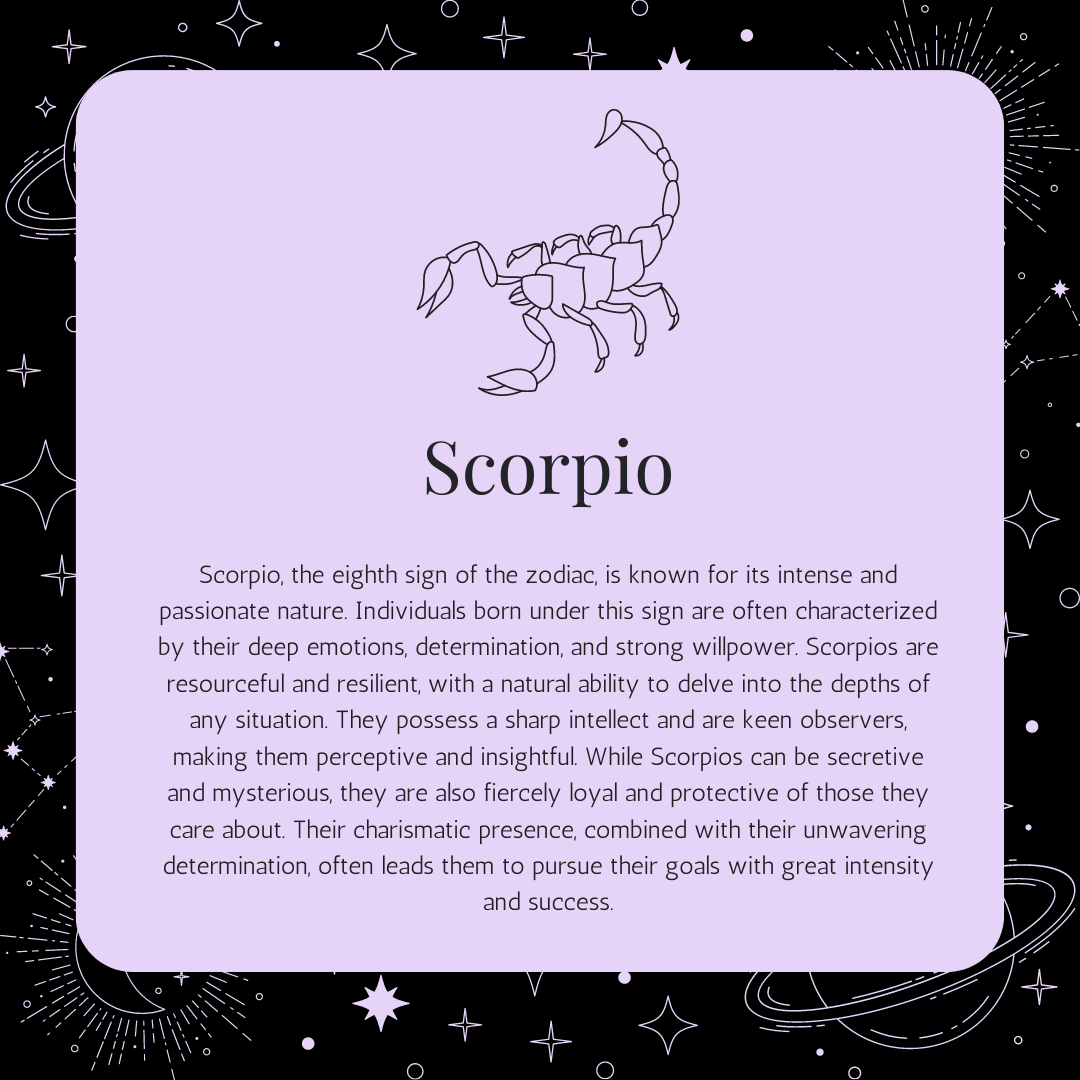 Scorpio
Scorpio, the eighth sign of the zodiac, is known for its intense and
passionate nature. Individuals born under this sign are often characterized
by their deep emotions, determination, and strong willpower. Scorpios are
resourceful and resilient, with a natural ability to delve into the depths of
any situation. They possess a sharp intellect and are keen observers,
making them perceptive and insightful. While Scorpios can be secretive
and mysterious, they are also fiercely loyal and protective of those they
care about. Their charismatic presence, combined with their unwavering
determination, often leads them to pursue their goals with great intensity
and success.